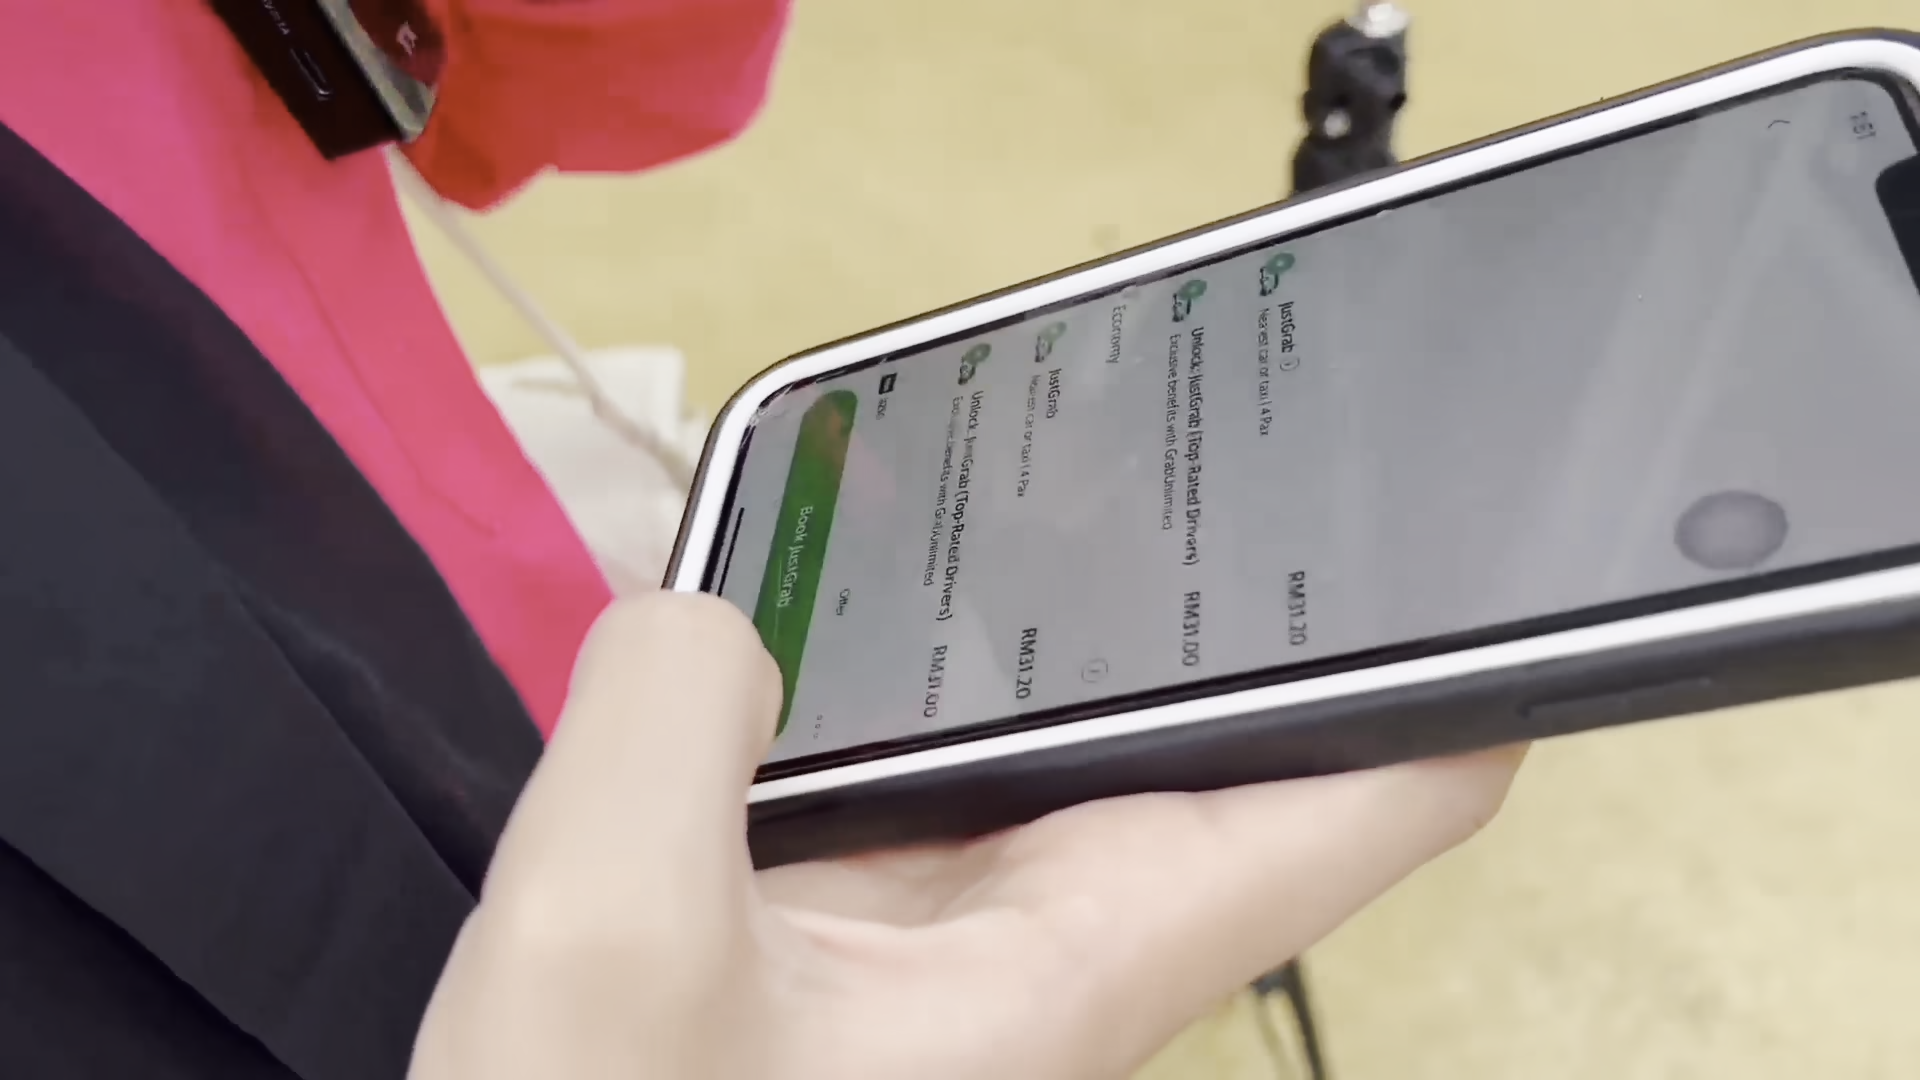 1:51
JustGrab
RM31.20
Nearest car or taxi | 4 Pax
Unlock: JustGrab (Top-Rated Drivers)
RM31.00
Exclusive benefits with GrabUnlimited
Economy
JustGrab
RM31.20
Nearest car or taxi | 4 Pax
Unlock: JustGrab (Top-Rated Drivers)
RM31.00
Exclusive benefits with GrabUnlimited
Offer
Book JustGrab